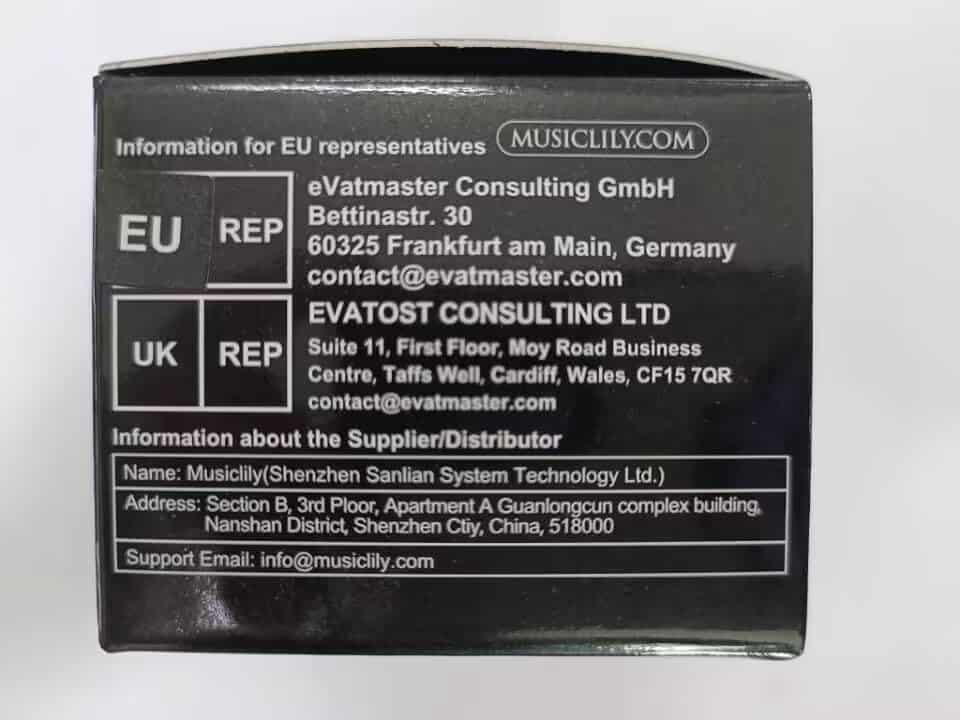 Information for EU representatives MUSICLILY.COM
EU REP
eVatmaster Consulting GmbH
Bettinastr. 30
60325 Frankfurt am Main, Germany
contact@evatmaster.com
UK REP
EVATOST CONSULTING LTD
Suite 11, First Floor, Moy Road Business
Centre, Taffs Well, Cardiff, Wales, CF15 7QR
contact@evatmaster.com
Information about the Supplier/Distributor
Name: Musiclily(Shenzhen Sanlian System Technology Ltd.)
Address: Section B, 3rd Ploor, Apartment A Guanlongcun complex building,
Nanshan District, Shenzhen Ctiy, China, 518000
Support Email: info@musiclily.com